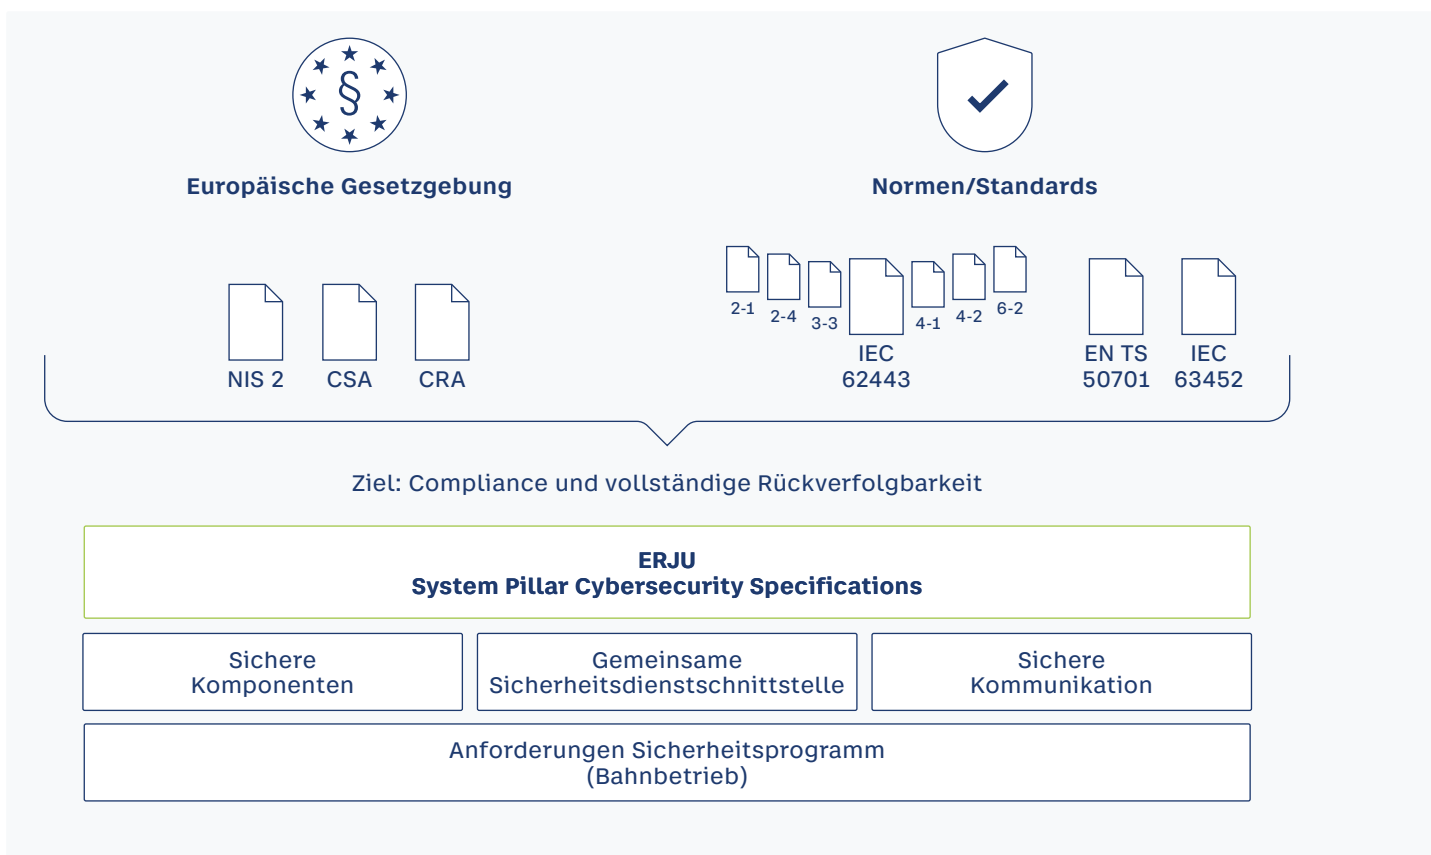 §
Europäische Gesetzgebung
Normen/Standards
NIS 2
CSA
CRA
2-1
2-4
3-3
4-1
4-2
6-2
IEC
62443
EN TS
50701
IEC
63452
Ziel: Compliance und vollständige Rückverfolgbarkeit
ERJU
System Pillar Cybersecurity Specifications
Sichere
Komponenten
Gemeinsame
Sicherheitsdienstschnittstelle
Sichere
Kommunikation
Anforderungen Sicherheitsprogramm
(Bahnbetrieb)